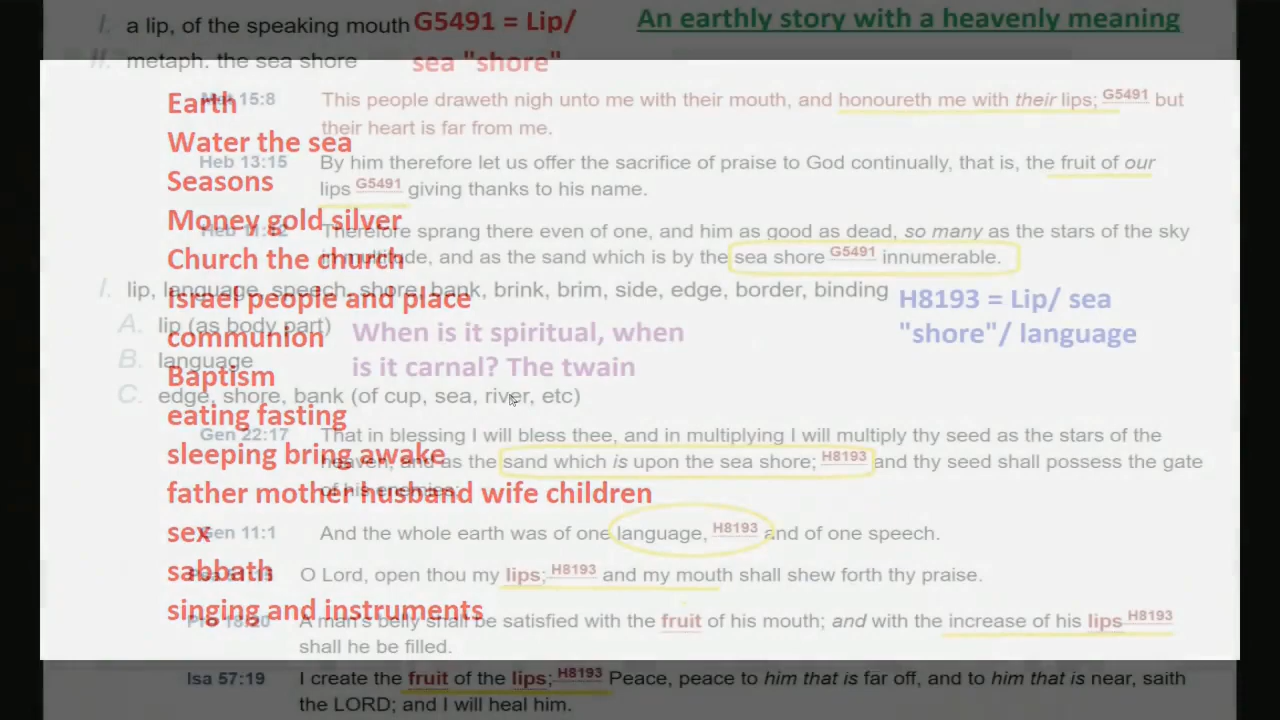 I. a lip, of the speaking mouth G5491 = Lip/ An earthly story with a heavenly meaning
II. metaph. the sea shore sea "shore"
Earth
Mat 15:8 This people draweth nigh unto me with their mouth, and honoureth me with their lips; G5491 but
their heart is far from me.
Water the sea
Heb 13:15 By him therefore let us offer the sacrifice of praise to God continually, that is, the fruit of our
Seasons
lips G5491 giving thanks to his name.
Money gold silver
Heb 11:12 Therefore sprang there even of one, and him as good as dead, so many as the stars of the sky
Church the church
in multitude, and as the sand which is by the sea shore G5491 innumerable.
I. lip, language, speech, shore, bank, brink, brim, side, edge, border, binding
Israel people and place
H8193 = Lip/ sea
"shore"/ language
A. lip (as body part)
communion
When is it spiritual, when
is it carnal? The twain
B. language
Baptism
C. edge, shore, bank (of cup, sea, river, etc)
eating fasting
Gen 22:17 That in blessing I will bless thee, and in multiplying I will multiply thy seed as the stars of the
sleeping bring awake
heaven, and as the sand which is upon the sea shore; H8193 and thy seed shall possess the gate
of his enemies;
father mother husband wife children
sex
Gen 11:1 And the whole earth was of one language, H8193 and of one speech.
sabbath
O Lord, open thou my lips; H8193 and my mouth shall shew forth thy praise.
singing and instruments
Pro 18:20 A man's belly shall be satisfied with the fruit of his mouth; and with the increase of his lips H8193
shall he be filled.
Isa 57:19 I create the fruit of the lips; H8193 Peace, peace to him that is far off, and to him that is near, saith
the LORD; and I will heal him.